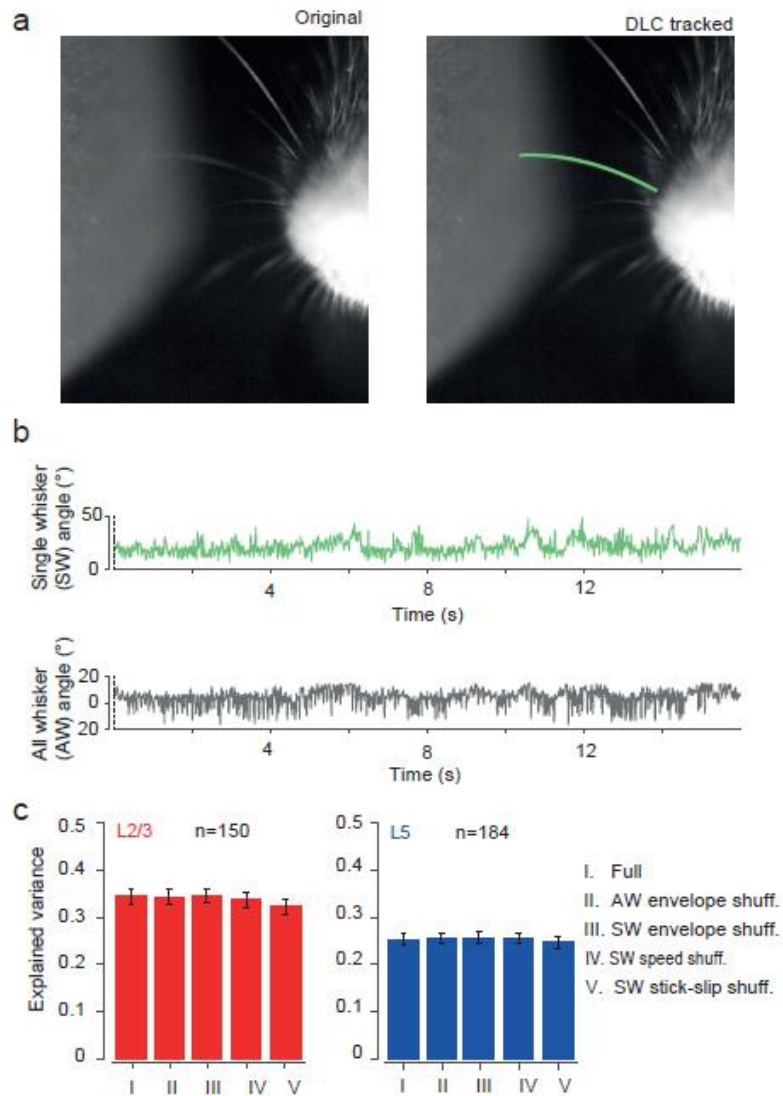 a
Original
DLC tracked
b
Single whisker
(SW) angle (°)
50
0
4
8
12
Time (s)
All whisker
(AW) angle (°)
20
0
20
4
8
12
Time (s)
c
Explained variance
0.5
0.4
0.3
0.2
0.1
0
L2/3 n=150
I II III IV V
0.5
0.4
0.3
0.2
0.1
0
L5 n=184
I II III IV V
I. Full
II. AW envelope shuff.
III. SW envelope shuff.
IV. SW speed shuff.
V. SW stick-slip shuff.